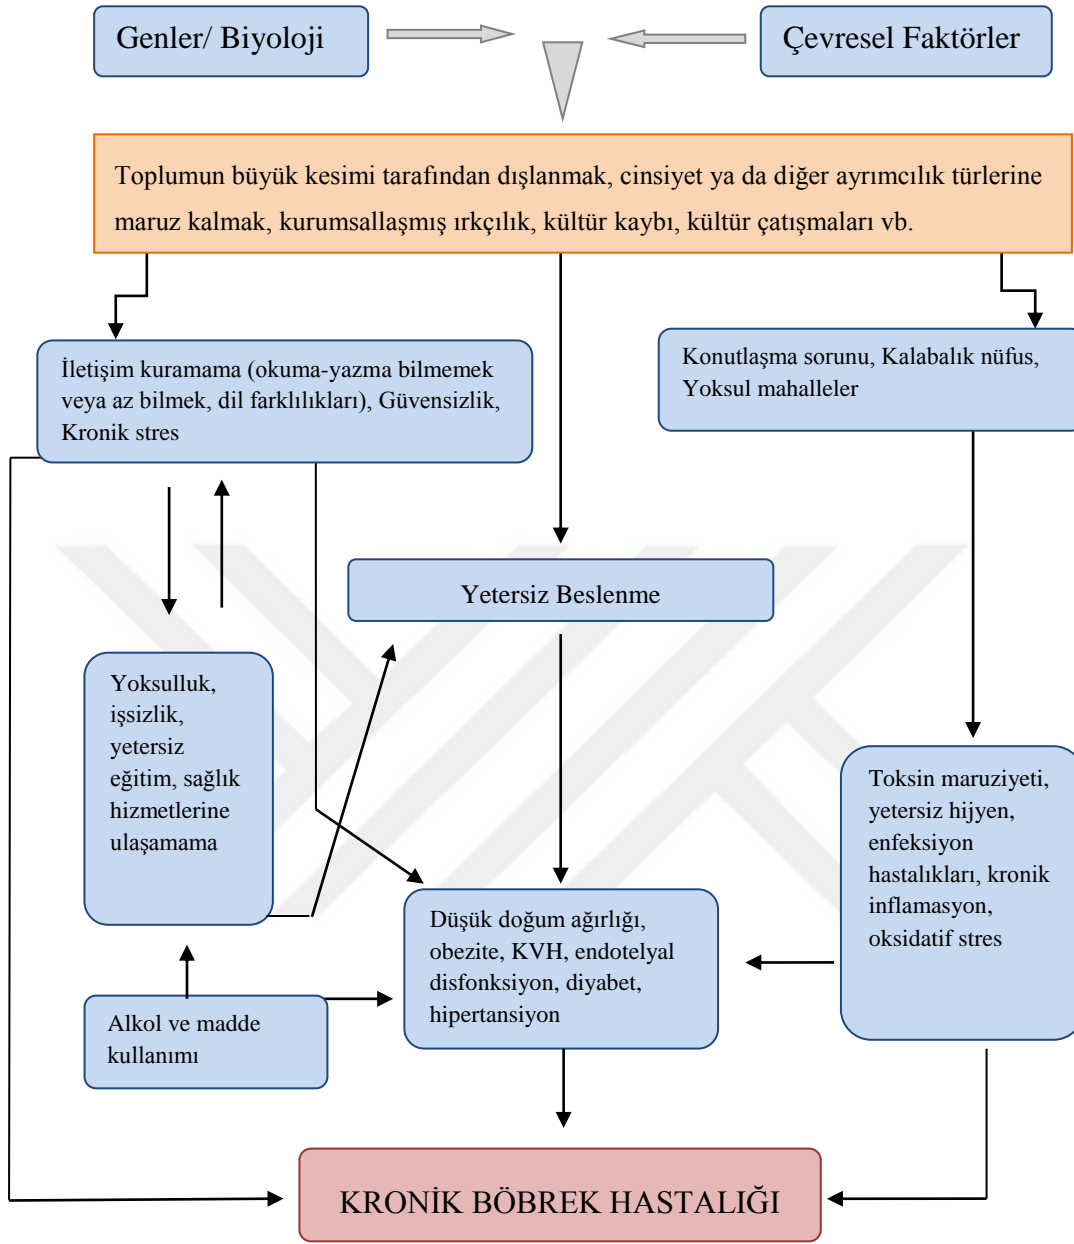 Genler/ Biyoloji
Çevresel Faktörler
Toplumun büyük kesimi tarafından dışlanmak, cinsiyet ya da diğer ayrımcılık türlerine
maruz kalmak, kurumsallaşmış ırkçılık, kültür kaybı, kültür çatışmaları vb.
İletişim kuramama (okuma-yazma bilmemek
veya az bilmek, dil farklılıkları), Güvensizlik,
Kronik stres
Konutlaşma sorunu, Kalabalık nüfus,
Yoksul mahalleler
Yetersiz Beslenme
Yoksulluk,
işsizlik,
yetersiz
eğitim, sağlık
hizmetlerine
ulaşamama
Toksin maruziyeti,
yetersiz hijyen,
enfeksiyon
hastalıkları, kronik
inflamasyon,
oksidatif stres
Düşük doğum ağırlığı,
obezite, KVH, endotelyal
disfonksiyon, diyabet,
hipertansiyon
Alkol ve madde
kullanımı
KRONİK BÖBREK HASTALIĞI